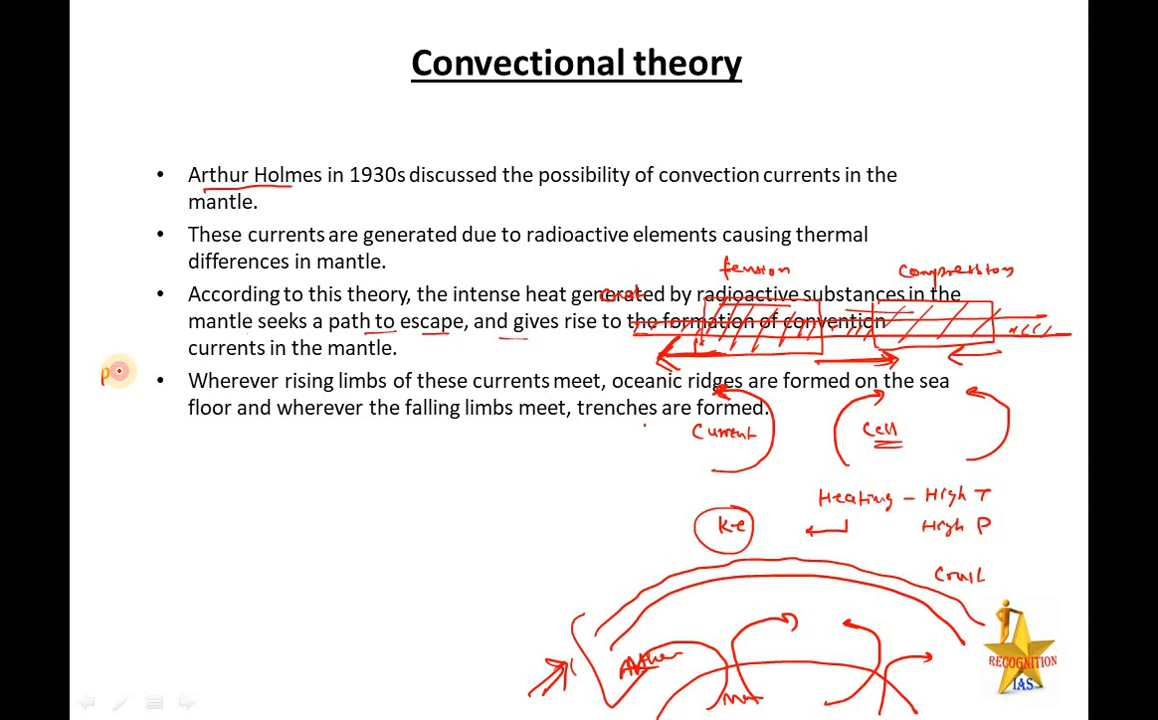 Convectional theory
• Arthur Holmes in 1930s discussed the possibility of convection currents in the
mantle.
• These currents are generated due to radioactive elements causing thermal
differences in mantle.
tension
compression
• According to this theory, the intense heat generated by radioactive substances in the
mantle seeks a path to escape, and gives rise to the formation of convention
currents in the mantle.
• Wherever rising limbs of these currents meet, oceanic ridges are formed on the sea
floor and wherever the falling limbs meet, trenches are formed.
Current
Cell
Heating - High T
K-e
High P
Crust
RECOGNITION
IAS